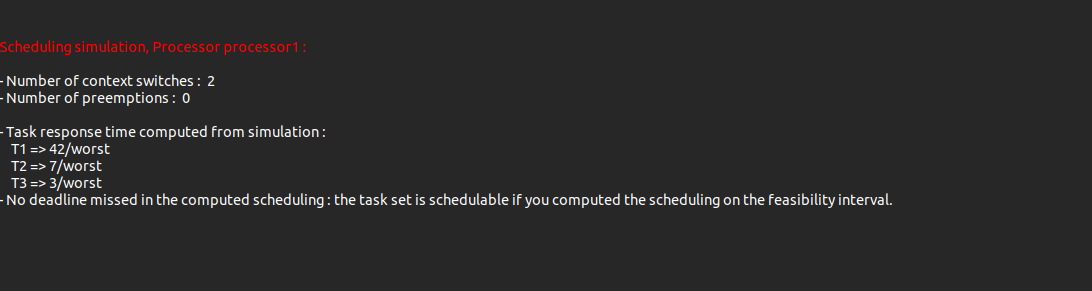 Scheduling simulation, Processor processor1 :
- Number of context switches :  2
- Number of preemptions :  0
- Task response time computed from simulation :
T1 => 42/worst
T2 => 7/worst
T3 => 3/worst
- No deadline missed in the computed scheduling : the task set is schedulable if you computed the scheduling on the feasibility interval.